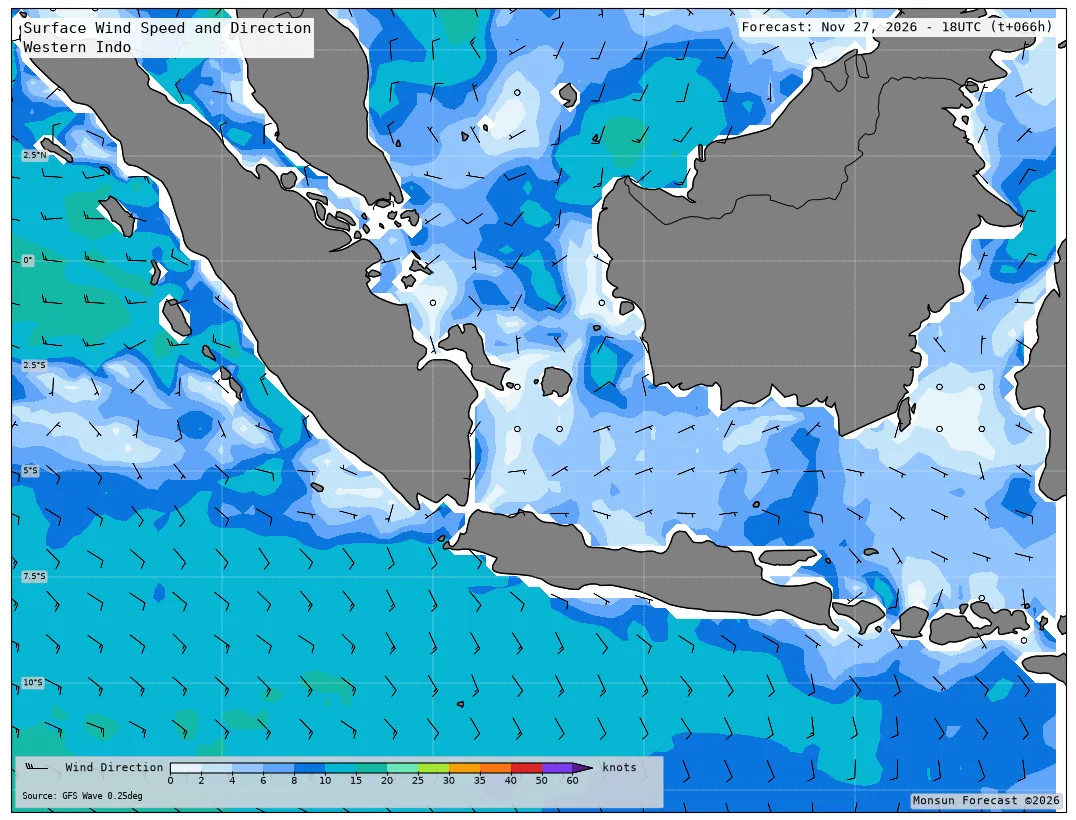 Surface Wind Speed and Direction
Western Indo
Forecast: Nov 27, 2026 - 18UTC (t+066h)
2.5°N
0°
2.5°S
5°S
7.5°S
10°S
Wind Direction
0 2 4 6 8 10 15 20 25 30 35 40 50 60
knots
Source: GFS Wave 0.25deg
Monsun Forecast ©2026